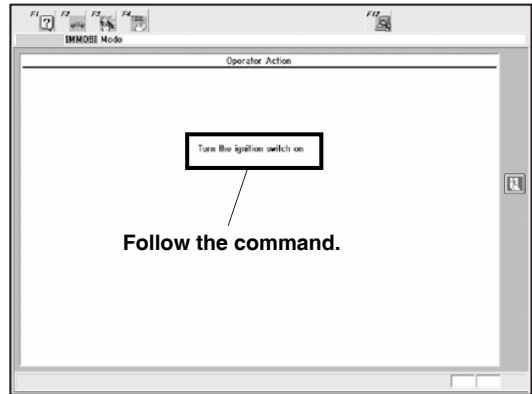 F1 F2 F3 F4 F12
IMMOBI Mode
Operator Action
Turn the ignition switch on
Follow the command.